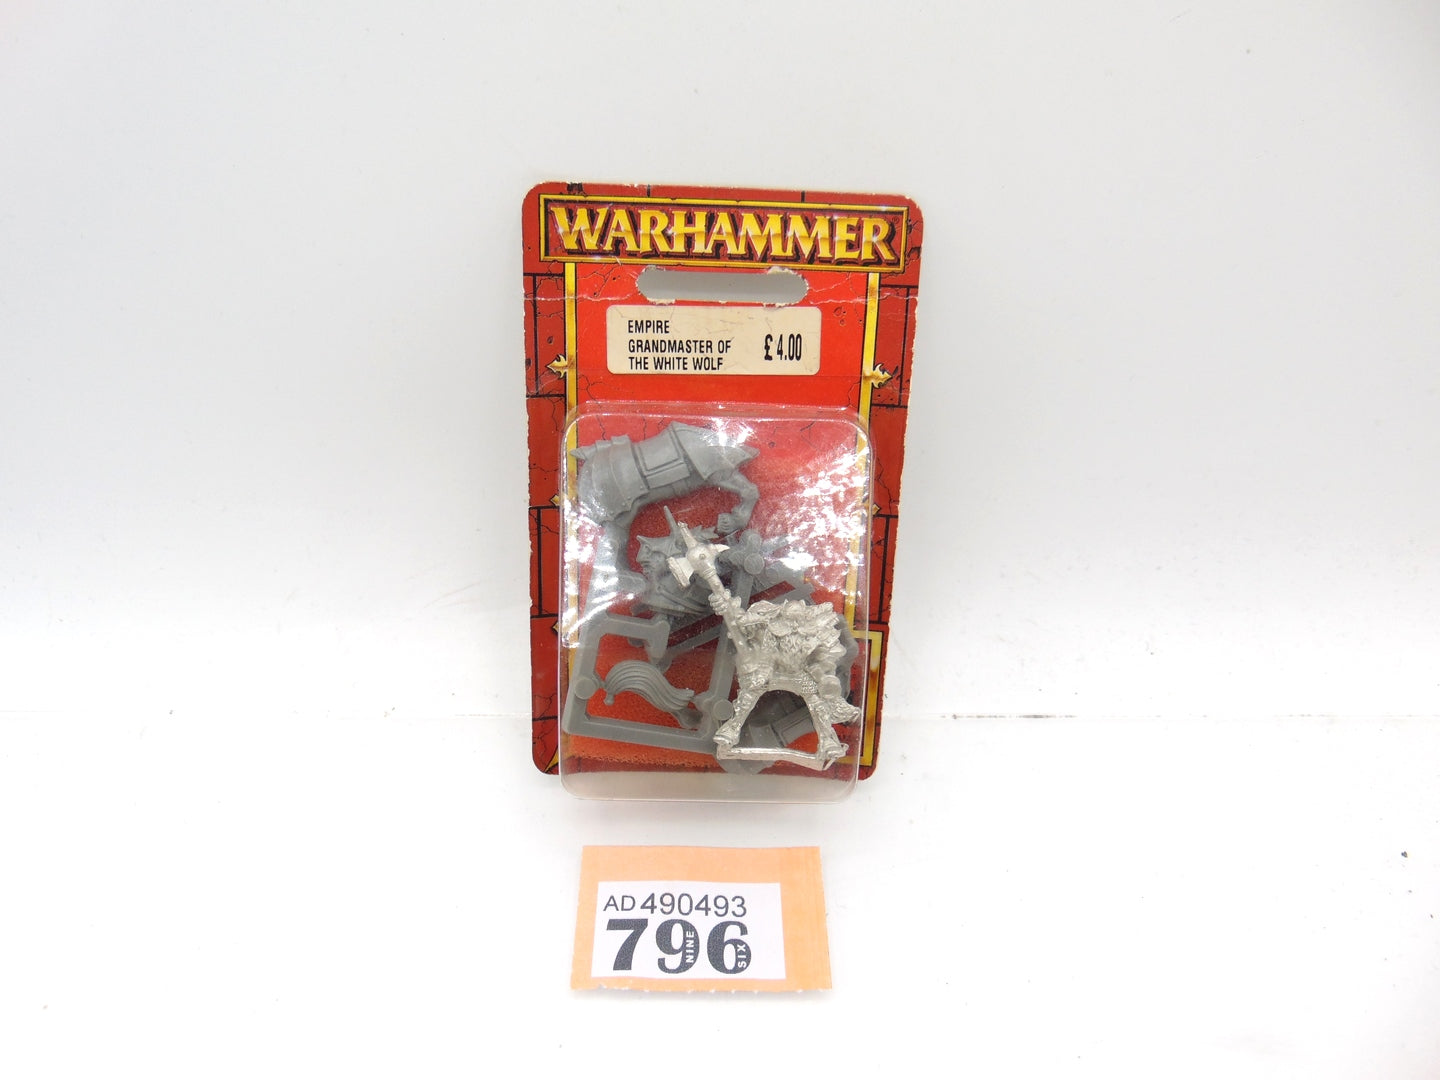 WARHAMMER
EMPIRE
GRANDMASTER OF
THE WHITE WOLF
£4.00
AD 490493
796
NINE
SIX